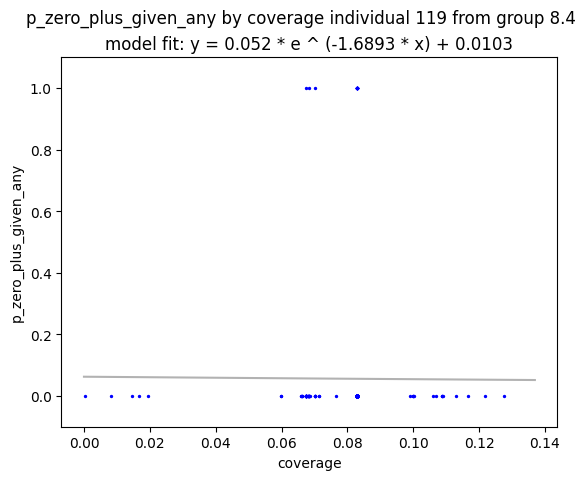 p_zero_plus_given_any by coverage individual 119 from group 8.4
model fit: y = 0.052 * e ^ (-1.6893 * x) + 0.0103
1.0
0.8
0.6
0.4
0.2
0.0
p_zero_plus_given_any
0.00 0.02 0.04 0.06 0.08 0.10 0.12 0.14
coverage